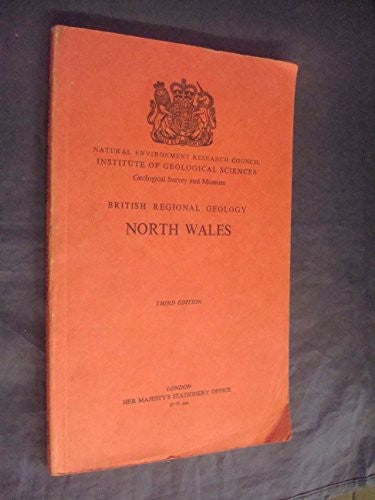 NATURAL ENVIRONMENT RESEARCH COUNCIL
INSTITUTE OF GEOLOGICAL SCIENCES
Geological Survey and Museum
BRITISH REGIONAL GEOLOGY
NORTH WALES
THIRD EDITION
LONDON
HER MAJESTY'S STATIONERY OFFICE